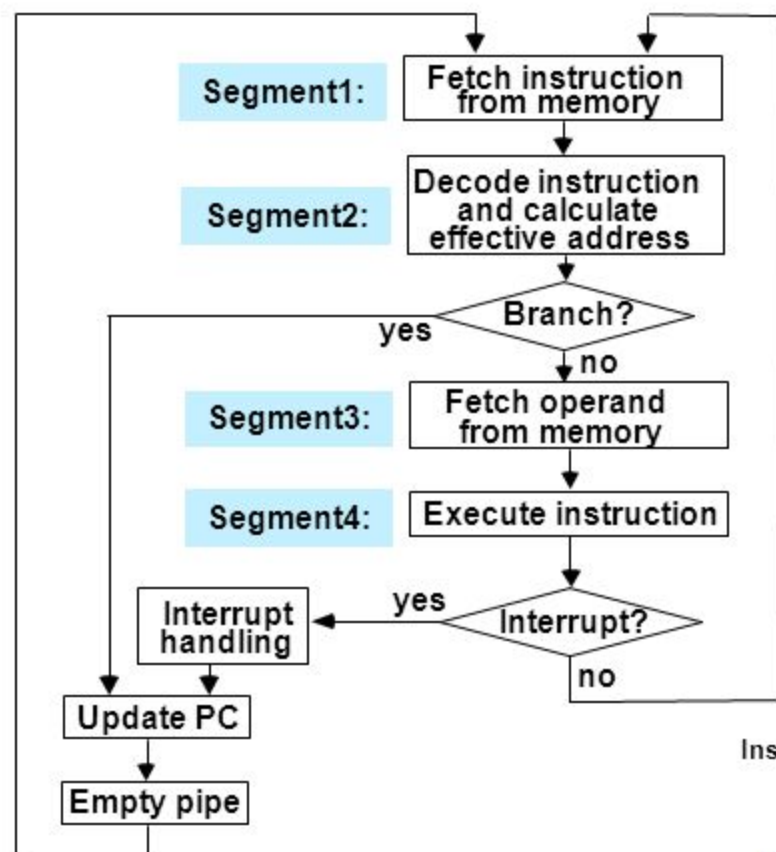 Segment1:
Fetch instruction
from memory
Segment2:
Decode instruction
and calculate
effective address
Branch?
yes
no
Segment3:
Fetch operand
from memory
Segment4:
Execute instruction
Interrupt
handling
yes
Interrupt?
no
Update PC
Ins
Empty pipe